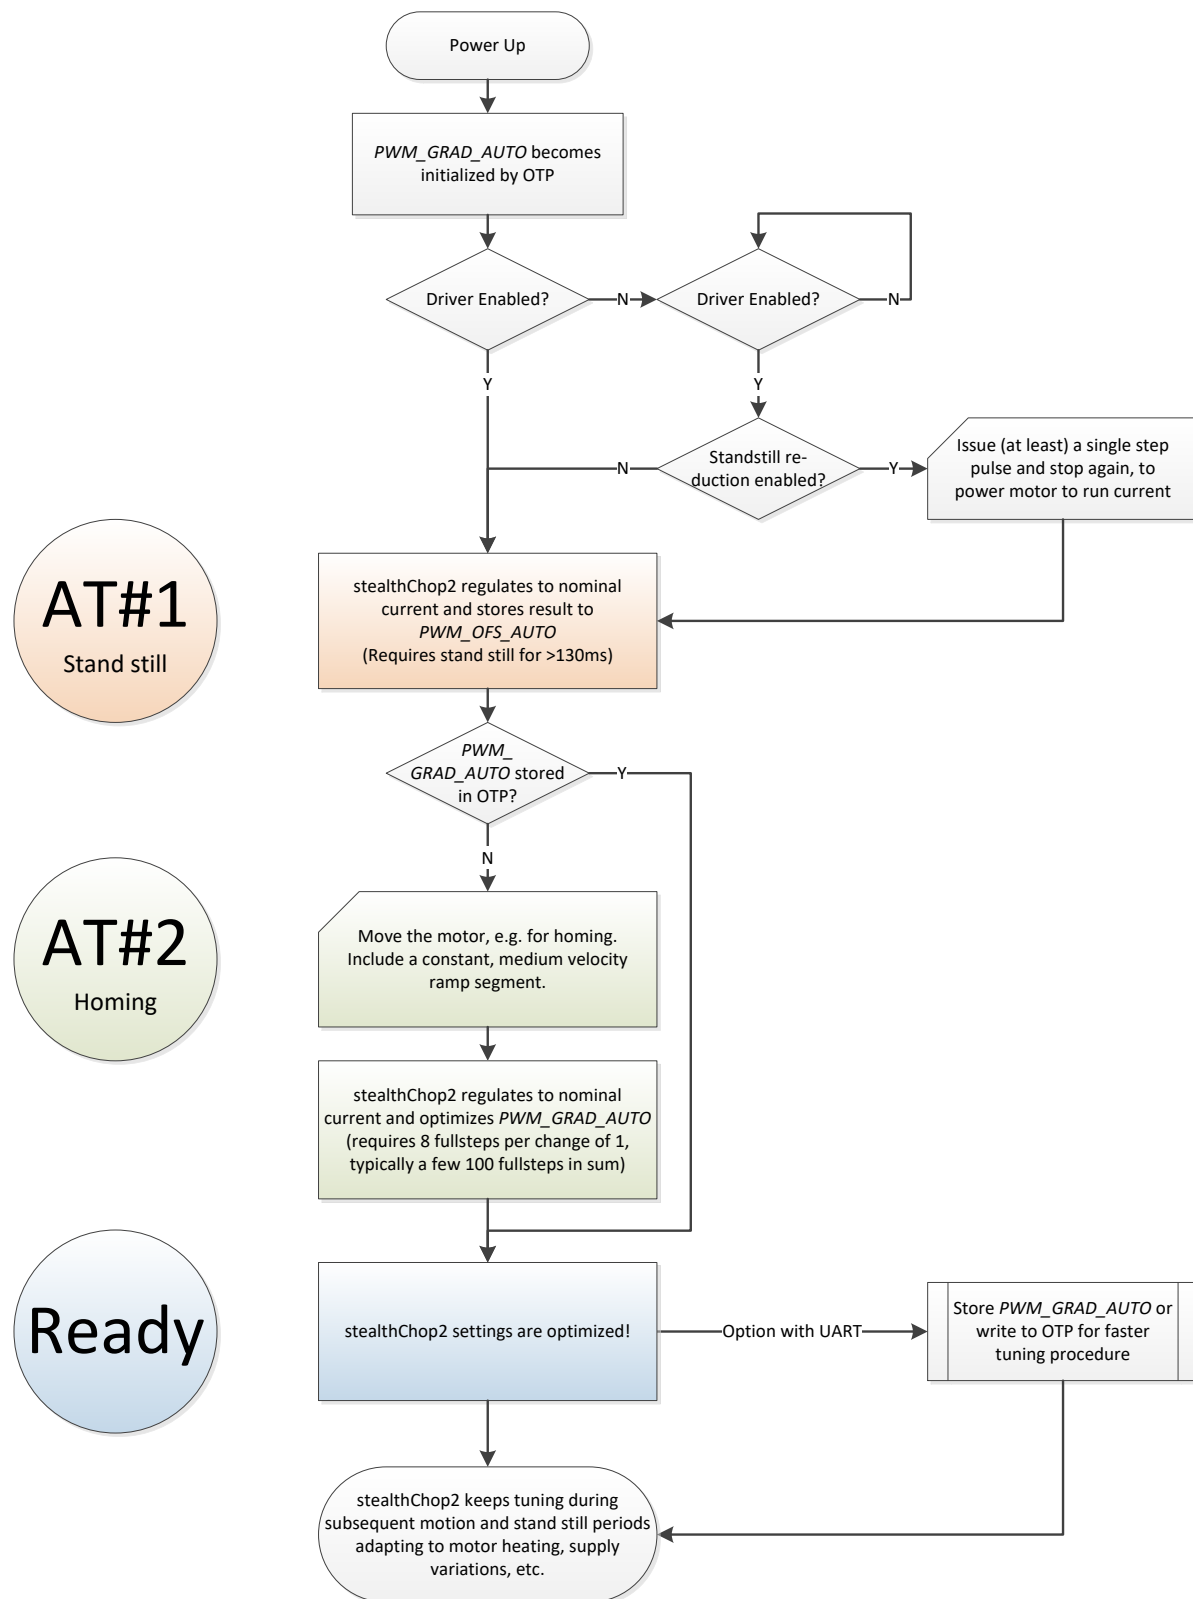 Power Up
PWM_GRAD_AUTO becomes
initialized by OTP
Driver Enabled?
N
Driver Enabled?
N
Y
Y
Standstill re-
duction enabled?
N
Y
Issue (at least) a single step
pulse and stop again, to
power motor to run current
AT#1
Stand still
stealthChop2 regulates to nominal
current and stores result to
PWM_OFS_AUTO
(Requires stand still for >130ms)
PWM_
GRAD_AUTO stored
in OTP?
Y
N
AT#2
Homing
Move the motor, e.g. for homing.
Include a constant, medium velocity
ramp segment.
stealthChop2 regulates to nominal
current and optimizes PWM_GRAD_AUTO
(requires 8 fullsteps per change of 1,
typically a few 100 fullsteps in sum)
Ready
stealthChop2 settings are optimized!
Option with UART
Store PWM_GRAD_AUTO or
write to OTP for faster
tuning procedure
stealthChop2 keeps tuning during
subsequent motion and stand still periods
adapting to motor heating, supply
variations, etc.